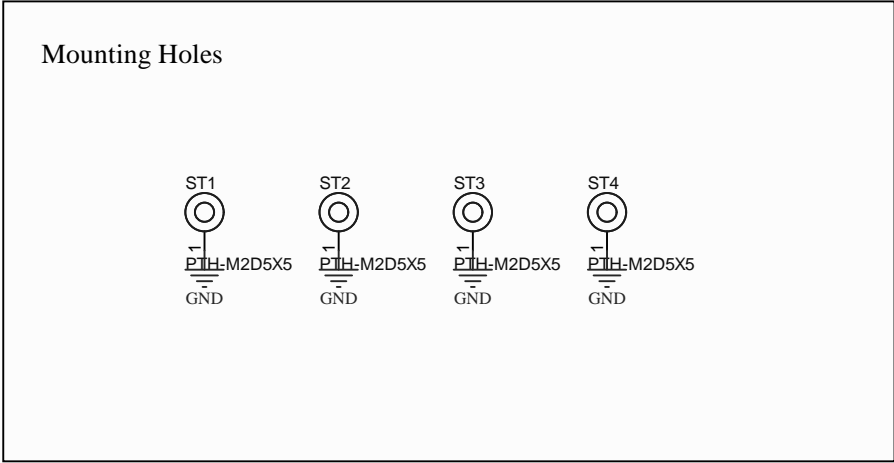 Mounting Holes
ST1 ST2 ST3 ST4
1 1 1 1
PTH-M2D5X5 PTH-M2D5X5 PTH-M2D5X5 PTH-M2D5X5
GND GND GND GND